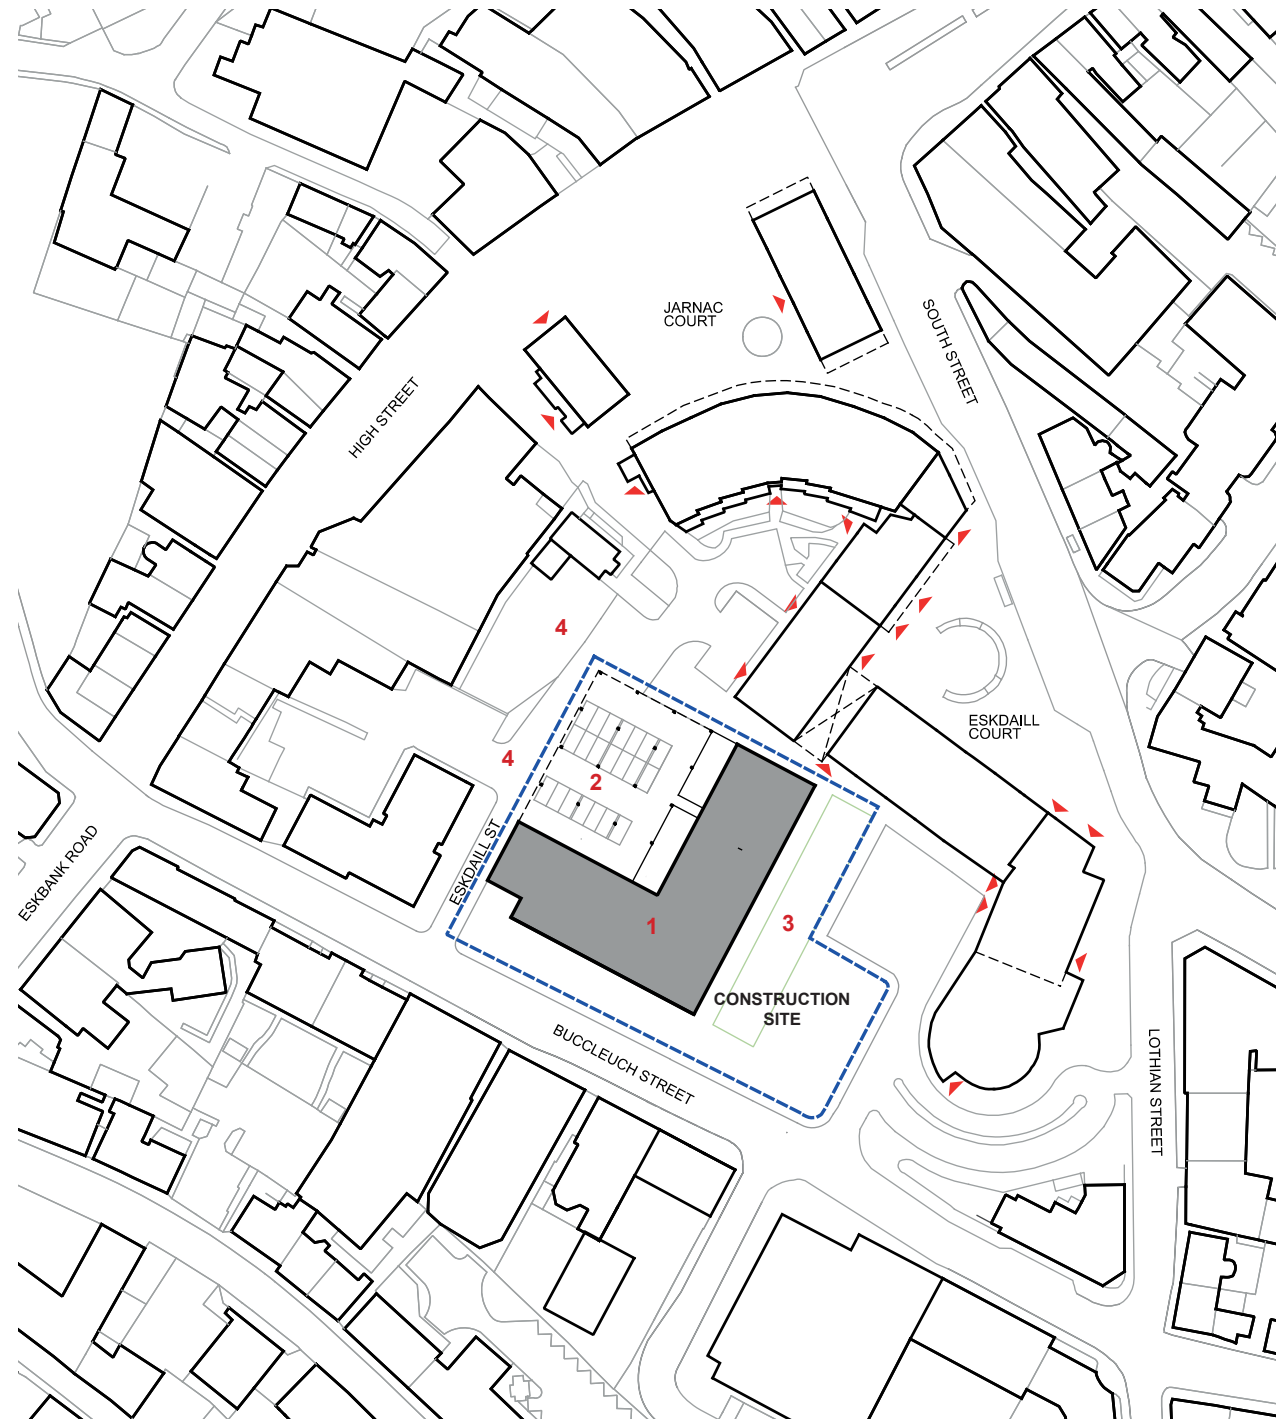 JARNAC
COURT
SOUTH STREET
HIGH STREET
4
ESKDAILL
COURT
4
2
ESKDAILL ST
ESKBANK ROAD
1
3
CONSTRUCTION
SITE
BUCCLEUCH STREET
LOTHIAN STREET